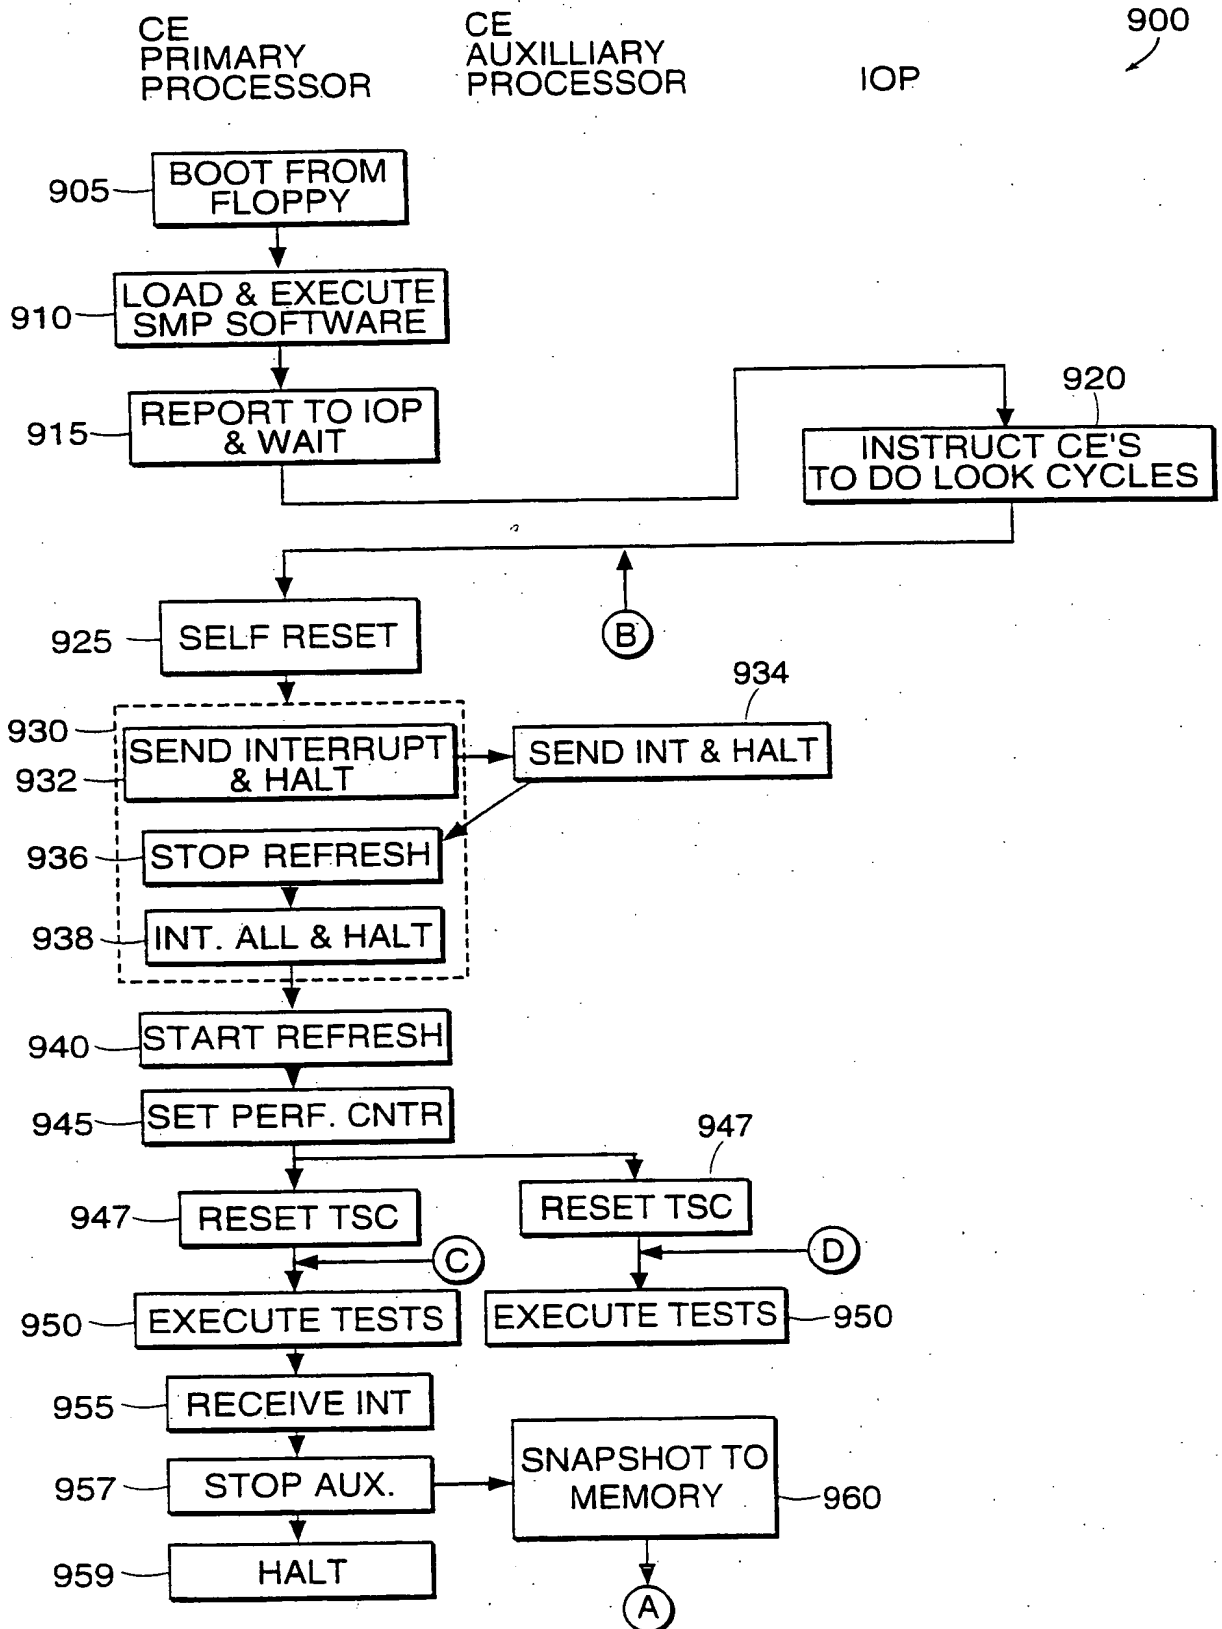 CE
PRIMARY
PROCESSOR
CE
AUXILLIARY
PROCESSOR
IOP
900
905
BOOT FROM
FLOPPY
910
LOAD & EXECUTE
SMP SOFTWARE
915
REPORT TO IOP
& WAIT
920
INSTRUCT CE'S
TO DO LOOK CYCLES
B
925
SELF RESET
930
932
SEND INTERRUPT
& HALT
934
SEND INT & HALT
936
STOP REFRESH
938
INT. ALL & HALT
940
START REFRESH
945
SET PERF. CNTR
947
RESET TSC
947
RESET TSC
C
D
950
EXECUTE TESTS
EXECUTE TESTS
950
955
RECEIVE INT
957
STOP AUX.
SNAPSHOT TO
MEMORY
960
959
HALT
A